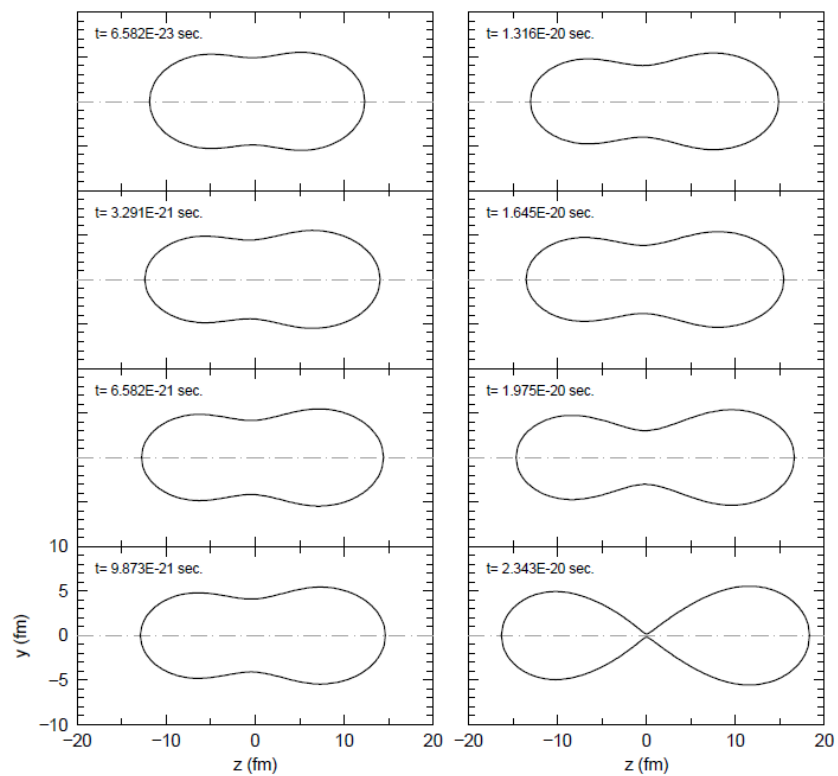 t= 6.582E-23 sec.
t= 1.316E-20 sec.
t= 3.291E-21 sec.
t= 1.645E-20 sec.
t= 6.582E-21 sec.
t= 1.975E-20 sec.
10
t= 9.873E-21 sec.
t= 2.343E-20 sec.
5
0
−5
−10
y (fm)
−20 −10 0 10 20
−20 −10 0 10 20
z (fm)
z (fm)